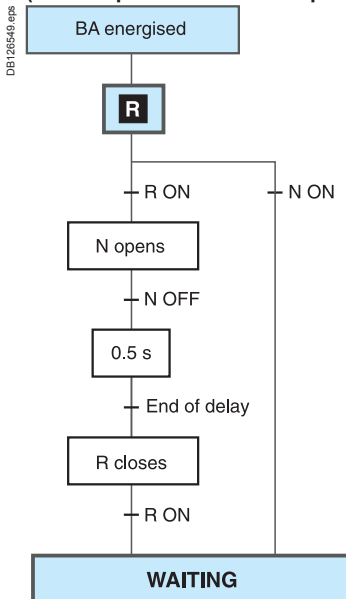 DB126549.eps
BA energised
R
R ON
N ON
N opens
N OFF
0.5 s
End of delay
R closes
R ON
WAITING